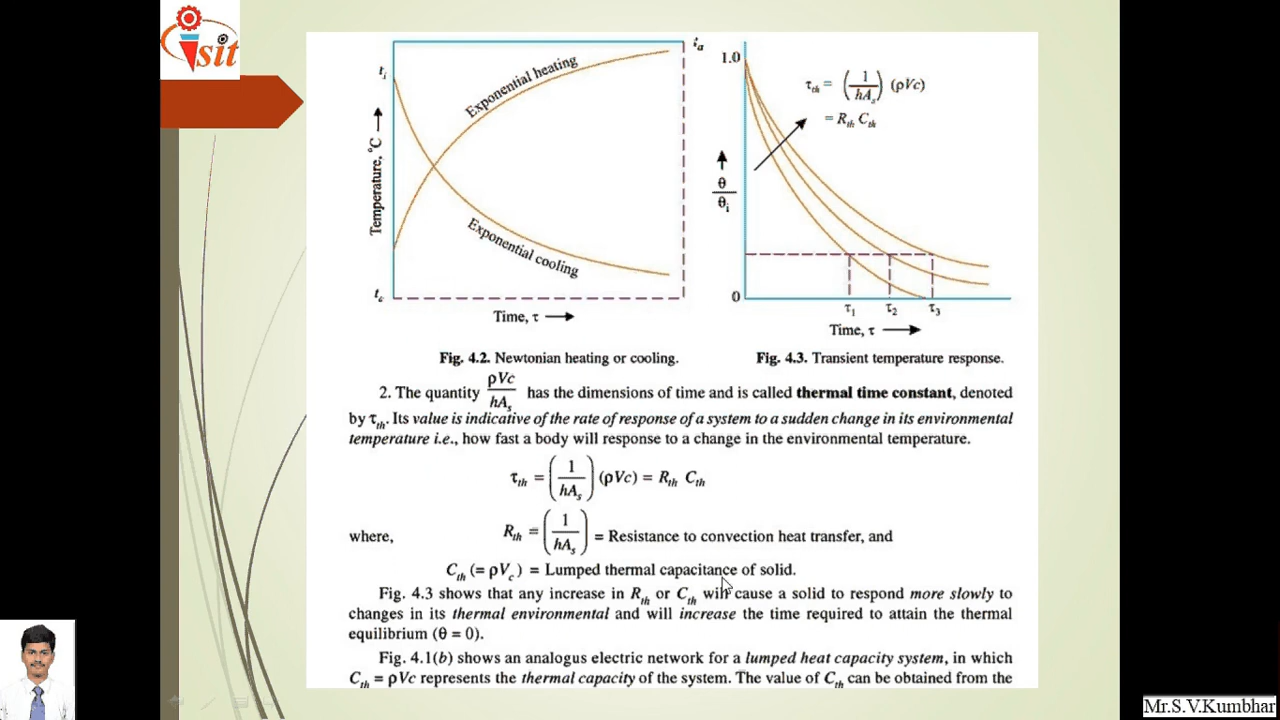 isit
t_i
t_a
Exponential heating
Temperature, °C
Exponential cooling
t_c
Time, τ
Fig. 4.2. Newtonian heating or cooling.
1.0
τ_th = (1/hA_s) (ρVc)
= R_th C_th
θ/θ_i
0
τ_1 τ_2 τ_3
Time, τ
Fig. 4.3. Transient temperature response.
2. The quantity ρVc/hA_s has the dimensions of time and is called thermal time constant, denoted
by τ_th. Its value is indicative of the rate of response of a system to a sudden change in its environmental
temperature i.e., how fast a body will response to a change in the environmental temperature.
τ_th = (1/hA_s) (ρVc) = R_th C_th
where, R_th = (1/hA_s) = Resistance to convection heat transfer, and
C_th (= ρV_c) = Lumped thermal capacitance of solid.
Fig. 4.3 shows that any increase in R_th or C_th will cause a solid to respond more slowly to
changes in its thermal environmental and will increase the time required to attain the thermal
equilibrium (θ = 0).
Fig. 4.1(b) shows an analogus electric network for a lumped heat capacity system, in which
C_th = ρVc represents the thermal capacity of the system. The value of C_th can be obtained from the
Mr.S.V.Kumbhar